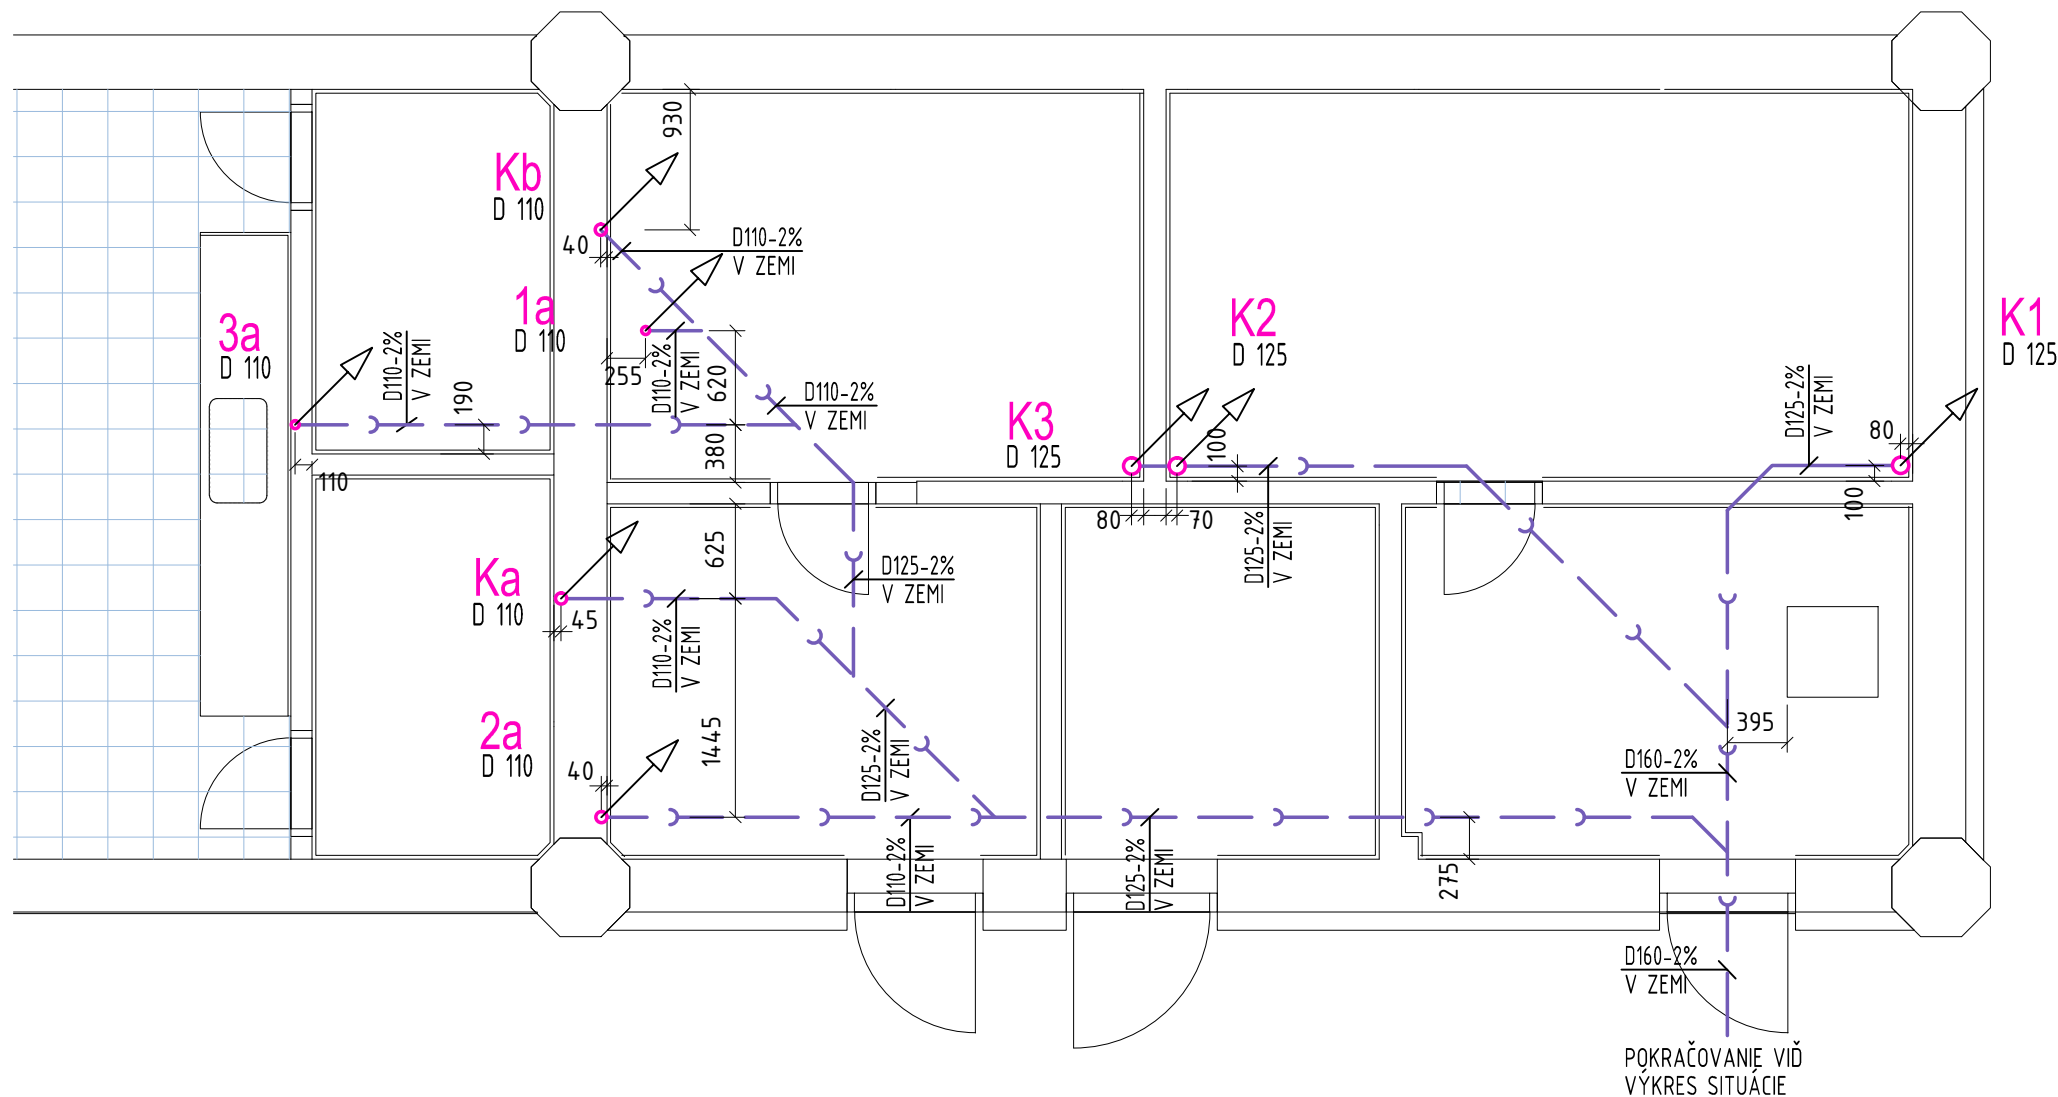 930
Kb
D 110
40
D110-2%
V ZEMI
1a
D 110
255
D110-2%
V ZEMI
620
3a
D 110
D110-2%
V ZEMI
190
110
D110-2%
V ZEMI
380
K3
D 125
K2
D 125
100
80
70
D125-2%
V ZEMI
D125-2%
V ZEMI
80
100
K1
D 125
Ka
D 110
45
625
D125-2%
V ZEMI
D110-2%
V ZEMI
2a
D 110
40
1445
D125-2%
V ZEMI
395
D160-2%
V ZEMI
D110-2%
V ZEMI
D125-2%
V ZEMI
275
D160-2%
V ZEMI
POKRAČOVANIE VIĎ
VÝKRES SITUÁCIE